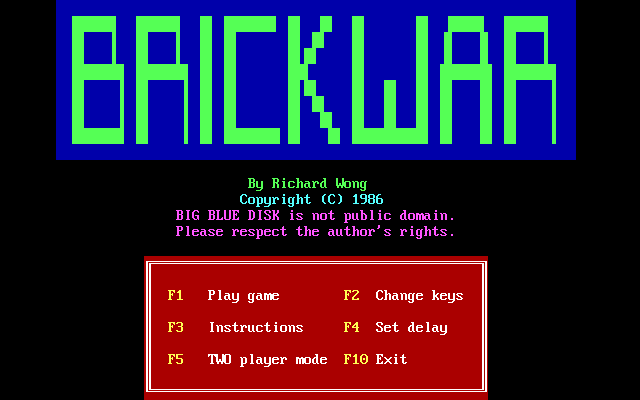 BRICKWAR
By Richard Wong
Copyright (C) 1986
BIG BLUE DISK is not public domain.
Please respect the author's rights.
F1 Play game F2 Change keys
F3 Instructions F4 Set delay
F5 TWO player mode F10 Exit